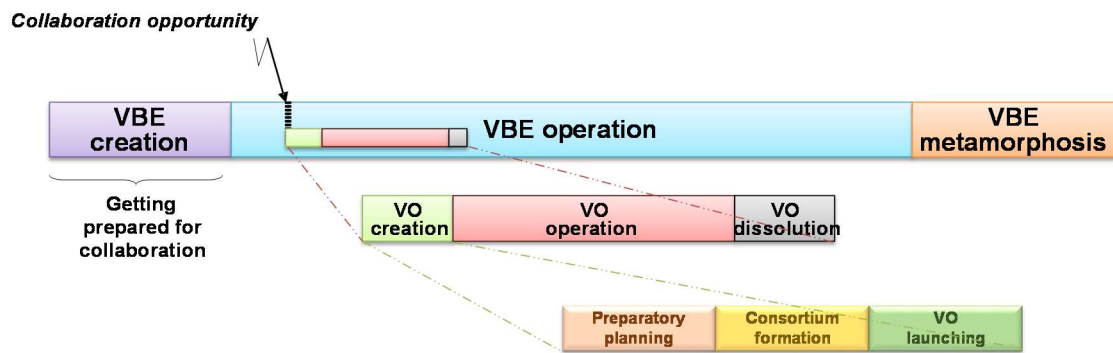 Collaboration opportunity
VBE
creation
VBE operation
VBE
metamorphosis
Getting
prepared for
collaboration
VO
creation
VO
operation
VO
dissolution
Preparatory
planning
Consortium
formation
VO
launching